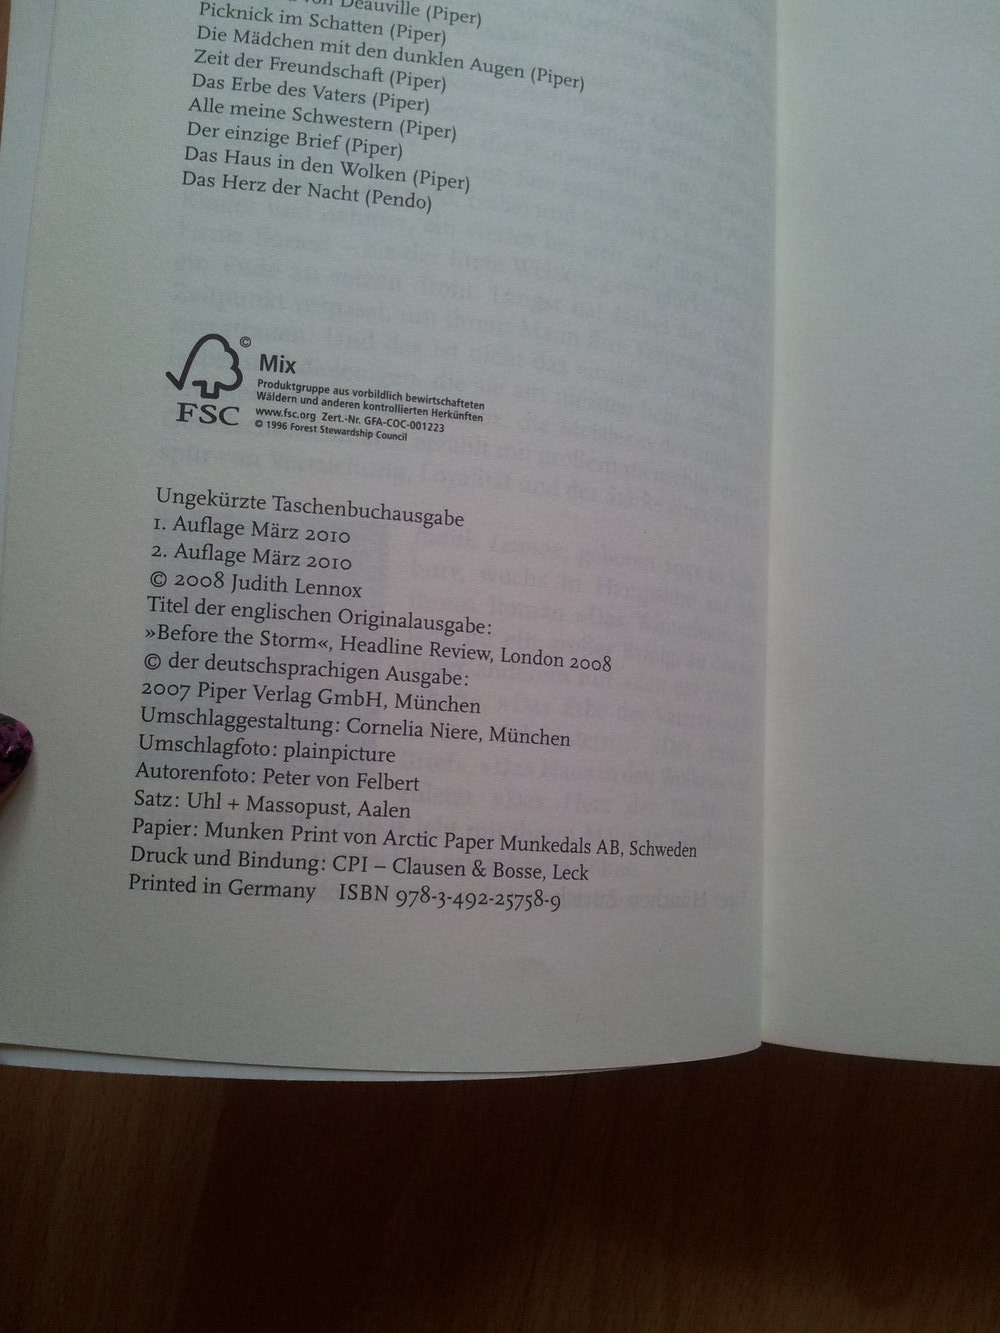 von Deauville (Piper)
Picknick im Schatten (Piper)
Die Mädchen mit den dunklen Augen (Piper)
Zeit der Freundschaft (Piper)
Das Erbe des Vaters (Piper)
Alle meine Schwestern (Piper)
Der einzige Brief (Piper)
Das Haus in den Wolken (Piper)
Das Herz der Nacht (Pendo)
©
Mix
FSC
Produktgruppe aus vorbildlich bewirtschafteten
Wäldern und anderen kontrollierten Herkünften
www.fsc.org Zert.-Nr. GFA-COC-001223
© 1996 Forest Stewardship Council
Ungekürzte Taschenbuchausgabe
1. Auflage März 2010
2. Auflage März 2010
© 2008 Judith Lennox
Titel der englischen Originalausgabe:
»Before the Storm«, Headline Review, London 2008
© der deutschsprachigen Ausgabe:
2007 Piper Verlag GmbH, München
Umschlaggestaltung: Cornelia Niere, München
Umschlagfoto: plainpicture
Autorenfoto: Peter von Felbert
Satz: Uhl + Massopust, Aalen
Papier: Munken Print von Arctic Paper Munkedals AB, Schweden
Druck und Bindung: CPI – Clausen & Bosse, Leck
Printed in Germany ISBN 978-3-492-25758-9